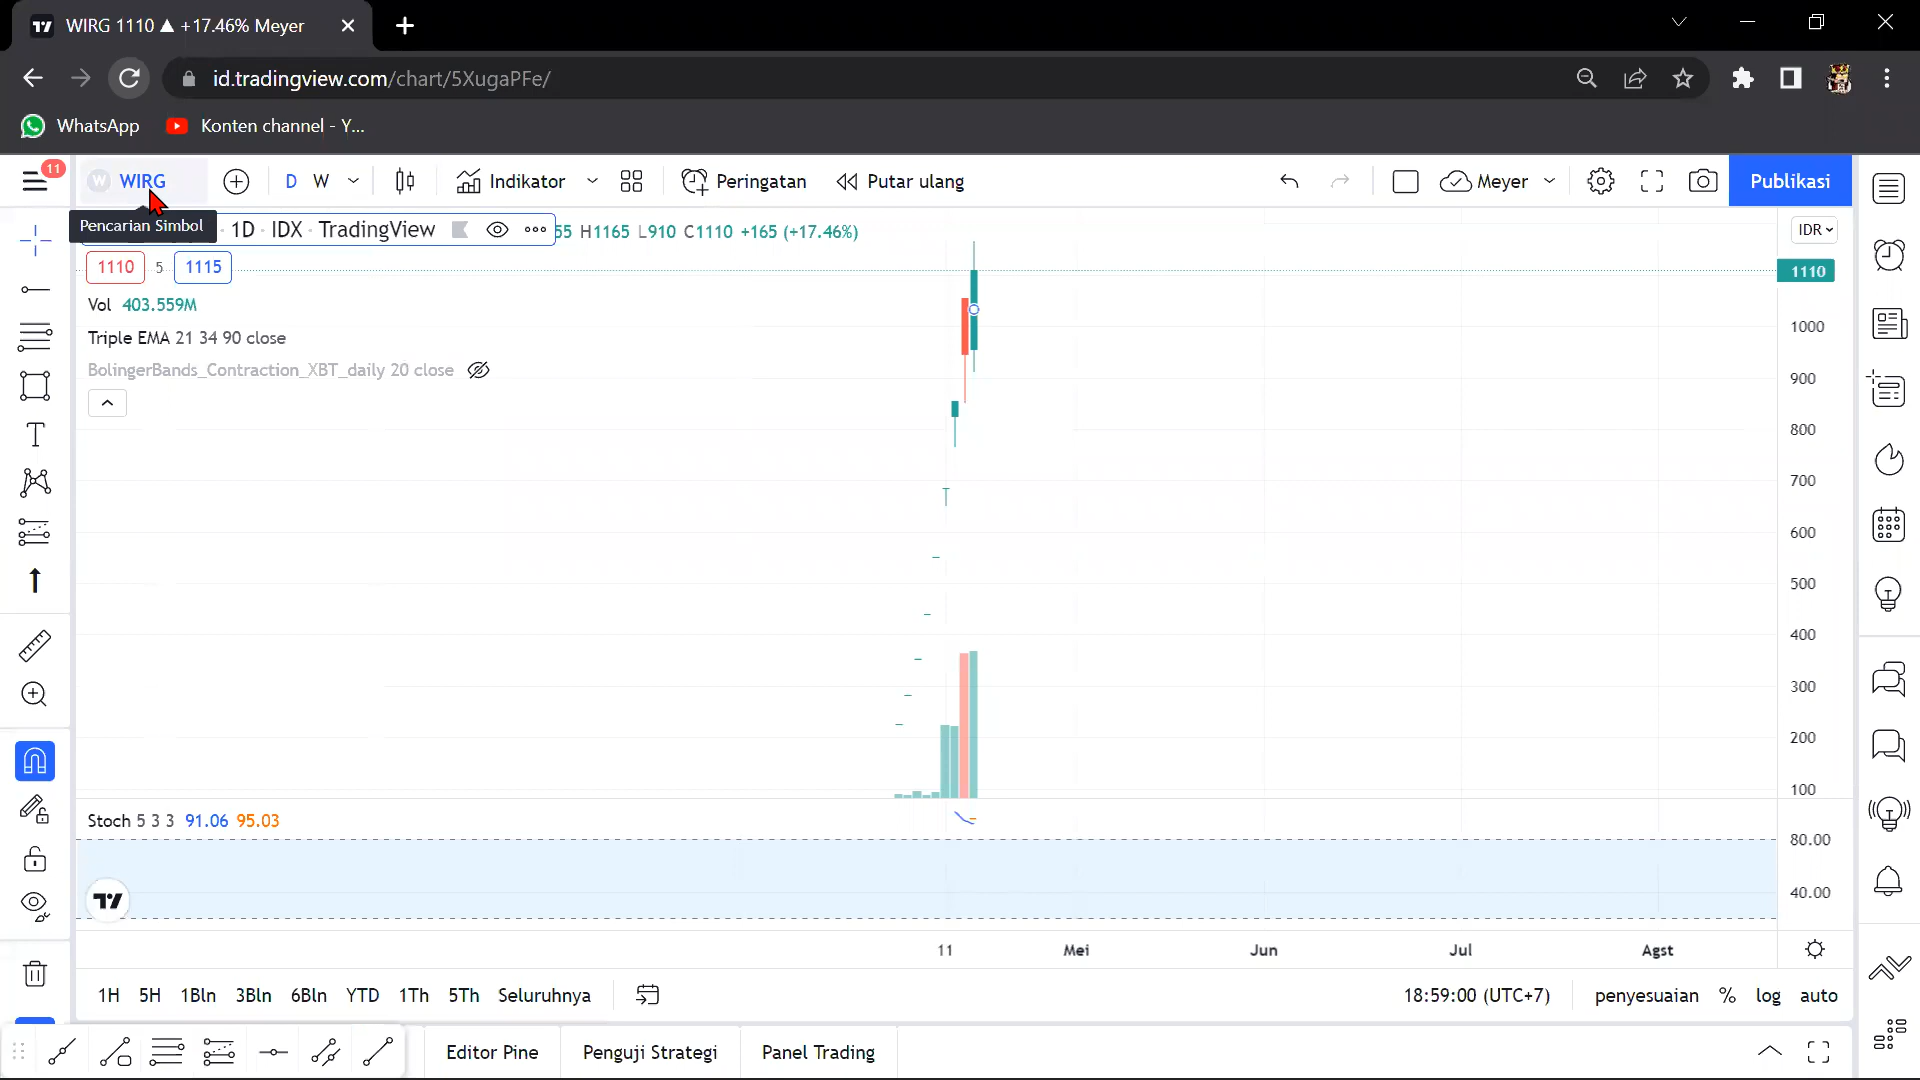 WIRG 1110 ▲ +17.46% Meyer
id.tradingview.com/chart/5XugaPFe/
WhatsApp Konten channel - Y...
11
W WIRG D W Indikator Peringatan Putar ulang Meyer Publikasi
Pencarian Simbol · 1D · IDX · TradingView 55 H1165 L910 C1110 +165 (+17.46%) IDR
1110 5 1115
1110
Vol 403.559M
Triple EMA 21 34 90 close
BolingerBands_Contraction_XBT_daily 20 close
1000
900
800
700
600
500
400
300
200
100
Stoch 5 3 3 91.06 95.03
80.00
40.00
11 Mei Jun Jul Agst
1H 5H 1Bln 3Bln 6Bln YTD 1Th 5Th Seluruhnya 18:59:00 (UTC+7) penyesuaian % log auto
Editor Pine Penguji Strategi Panel Trading